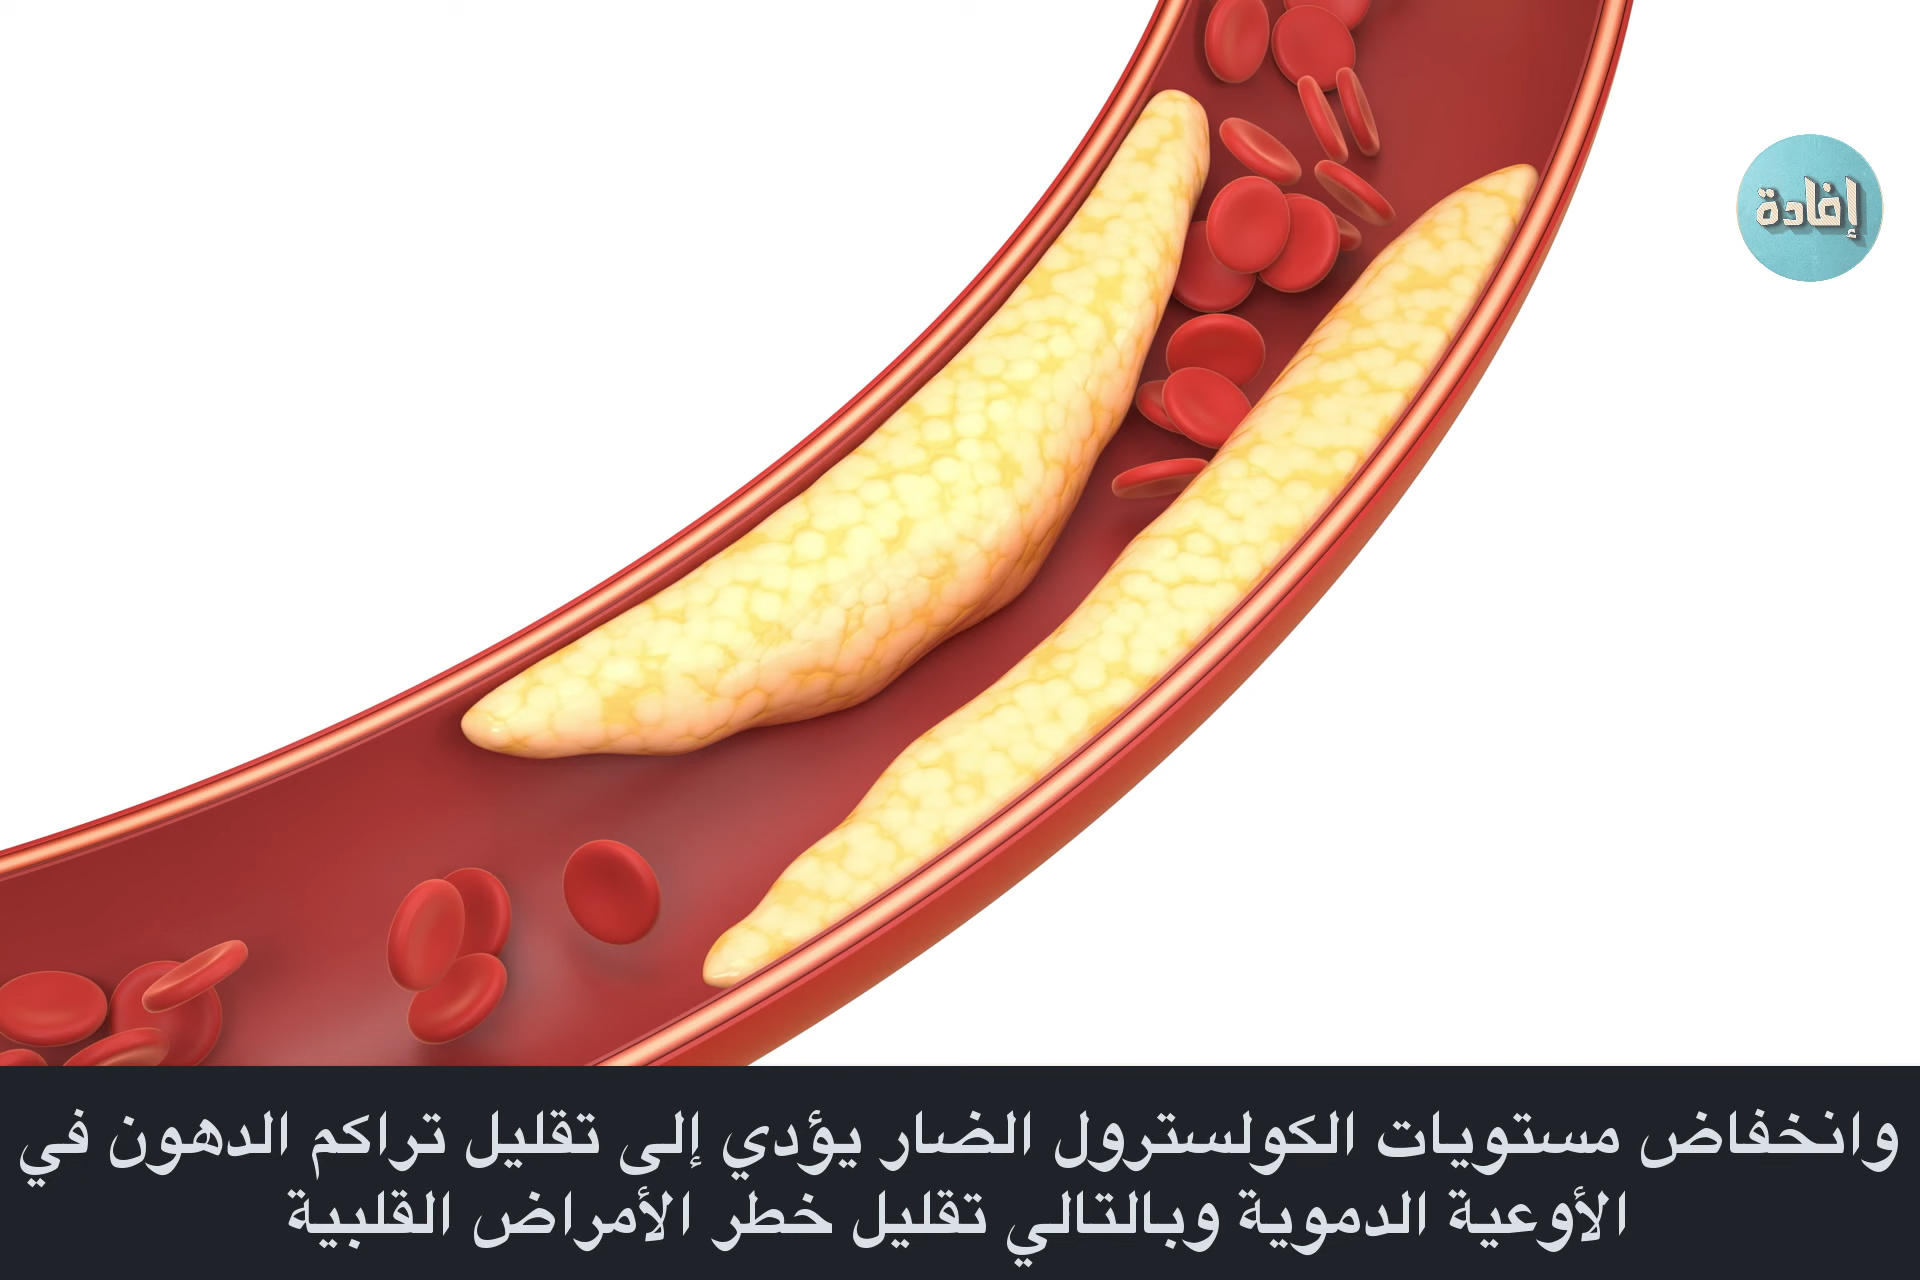 إفادة
وانخفاض مستويات الكولسترول الضار يؤدي إلى تقليل تراكم الدهون في
الأوعية الدموية وبالتالي تقليل خطر الأمراض القلبية